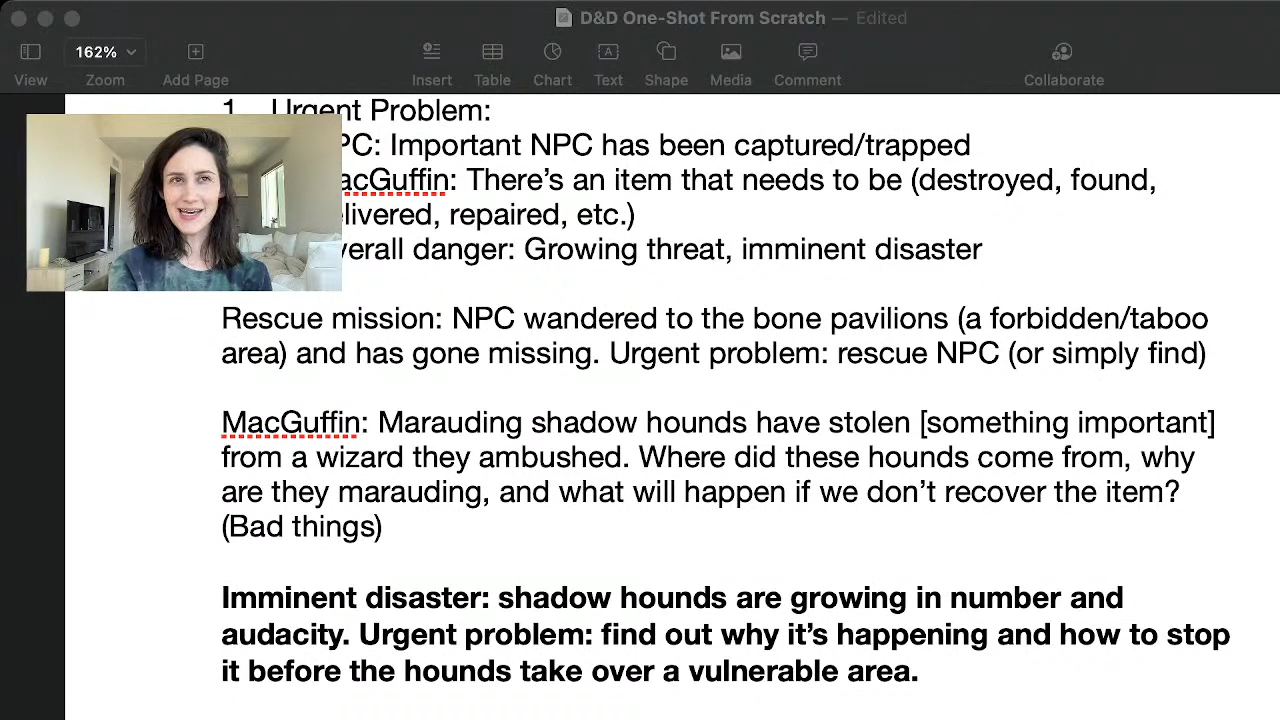 D&D One-Shot From Scratch — Edited
162%
View
Zoom
Add Page
Insert
Table
Chart
Text
Shape
Media
Comment
Collaborate
1. Urgent Problem:
PC: Important NPC has been captured/trapped
acGuffin: There’s an item that needs to be (destroyed, found,
livered, repaired, etc.)
verall danger: Growing threat, imminent disaster
Rescue mission: NPC wandered to the bone pavilions (a forbidden/taboo
area) and has gone missing. Urgent problem: rescue NPC (or simply find)
MacGuffin: Marauding shadow hounds have stolen [something important]
from a wizard they ambushed. Where did these hounds come from, why
are they marauding, and what will happen if we don’t recover the item?
(Bad things)
Imminent disaster: shadow hounds are growing in number and
audacity. Urgent problem: find out why it’s happening and how to stop
it before the hounds take over a vulnerable area.